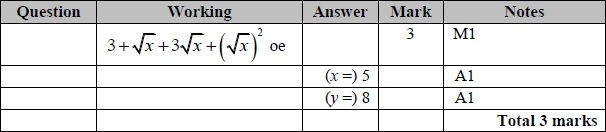 Question Working Answer Mark Notes
3 + √x + 3√x + (√x)² oe 3 M1
(x =) 5 A1
(y =) 8 A1
Total 3 marks